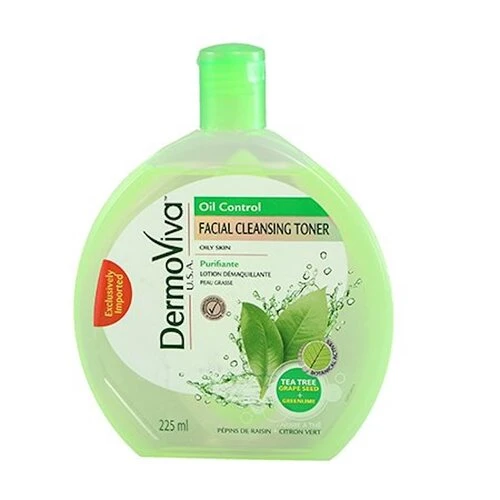 Oil Control
FACIAL CLEANSING TONER
OILY SKIN
Purifiante
LOTION DÉMAQUILLANTE
PEAU GRASSE
DermoViva
U.S.A.
Exclusively
Imported
TEA TREE
GRAPE SEED
+
GREENLIME
225 ml
PÉPINS DE RAISIN - CITRON VERT